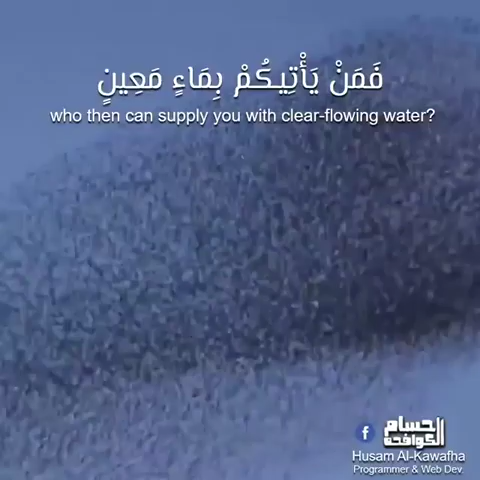 فَمَنْ يَأْتِيكُمْ بِمَاءٍ مَعِينٍ
who then can supply you with clear-flowing water?
f
حسام
الكوافحة
Husam Al-Kawafha
Programmer & Web Dev.